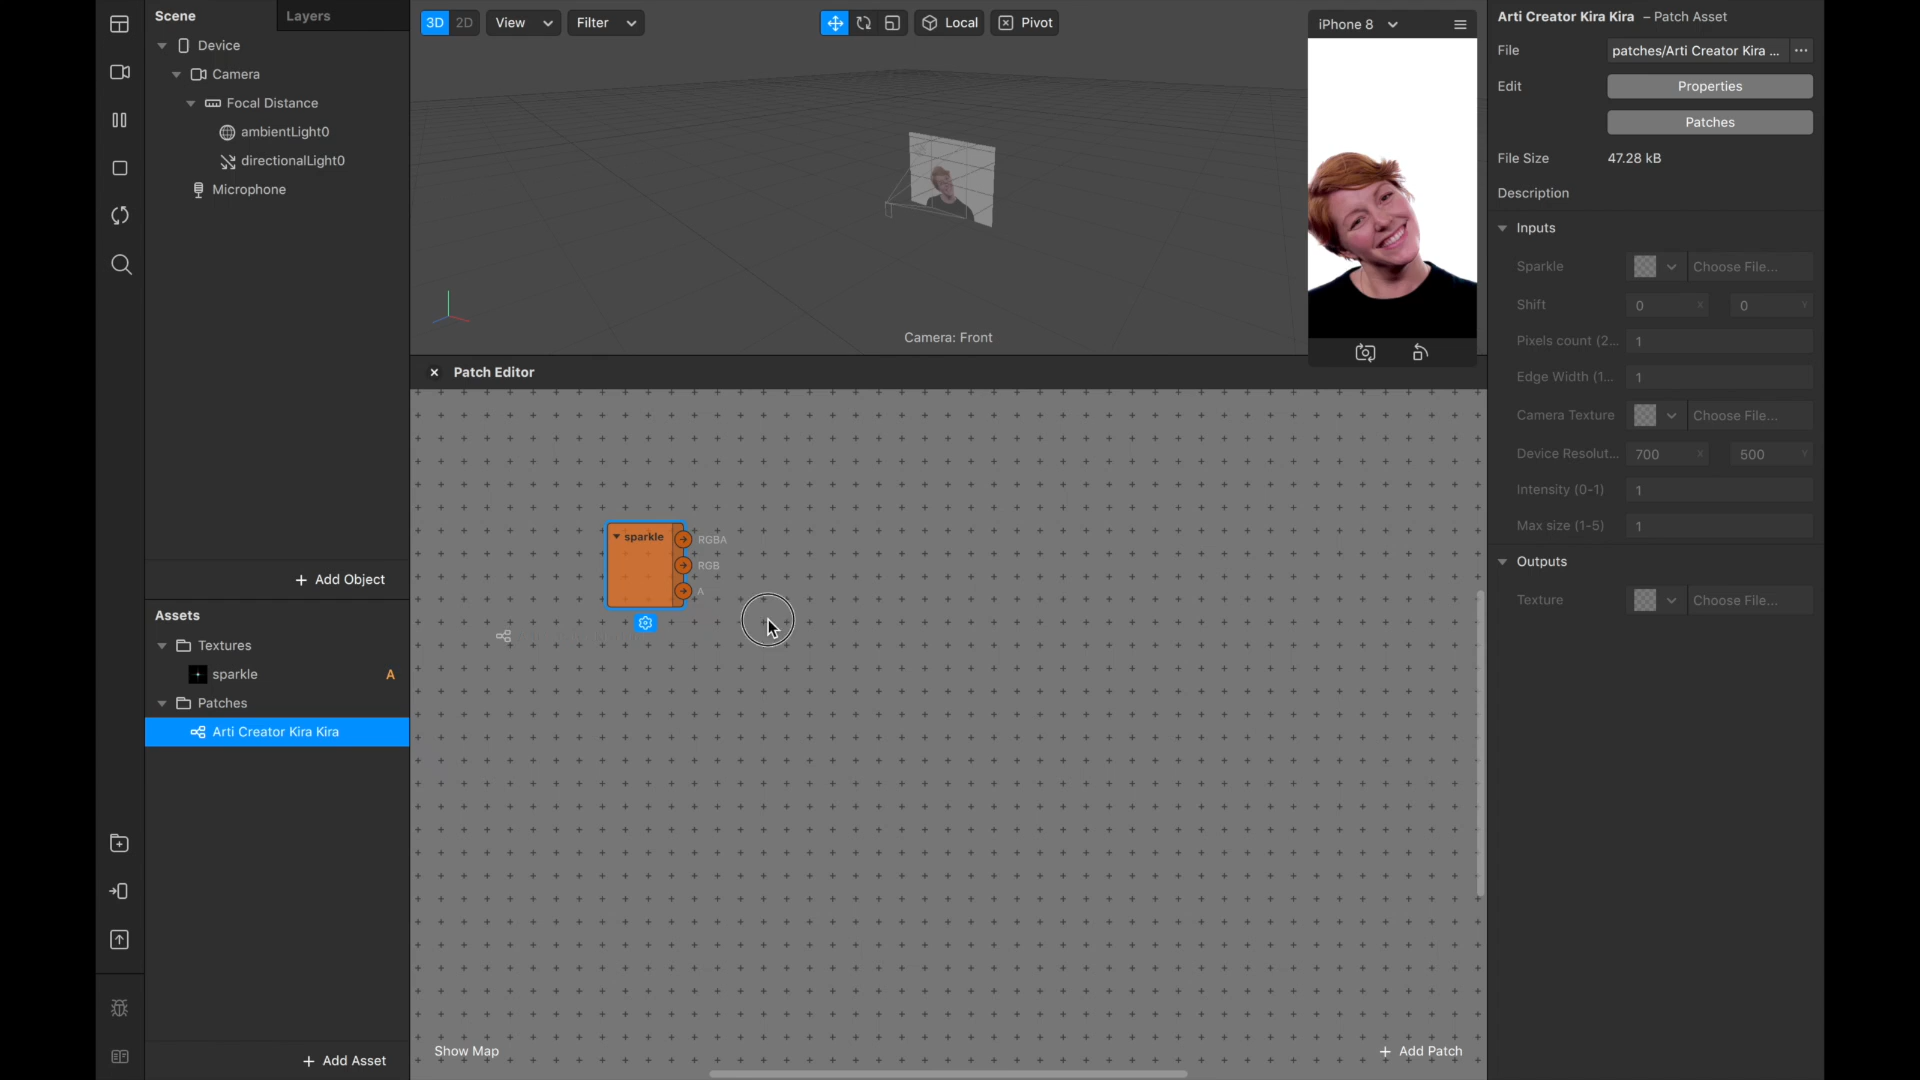 Scene
Layers
Device
Camera
Focal Distance
ambientLight0
directionalLight0
Microphone
+ Add Object
Assets
Textures
sparkle A
Patches
Arti Creator Kira Kira
+ Add Asset
3D 2D View Filter
Local Pivot
Camera: Front
iPhone 8
Patch Editor
sparkle
RGBA
RGB
A
Show Map
+ Add Patch
Arti Creator Kira Kira – Patch Asset
File patches/Arti Creator Kira ...
Edit Properties
Patches
File Size 47.28 kB
Description
Inputs
Sparkle Choose File...
Shift 0 X 0 Y
Pixels count (2... 1
Edge Width (1... 1
Camera Texture Choose File...
Device Resolut... 700 X 500 Y
Intensity (0-1) 1
Max size (1-5) 1
Outputs
Texture Choose File...